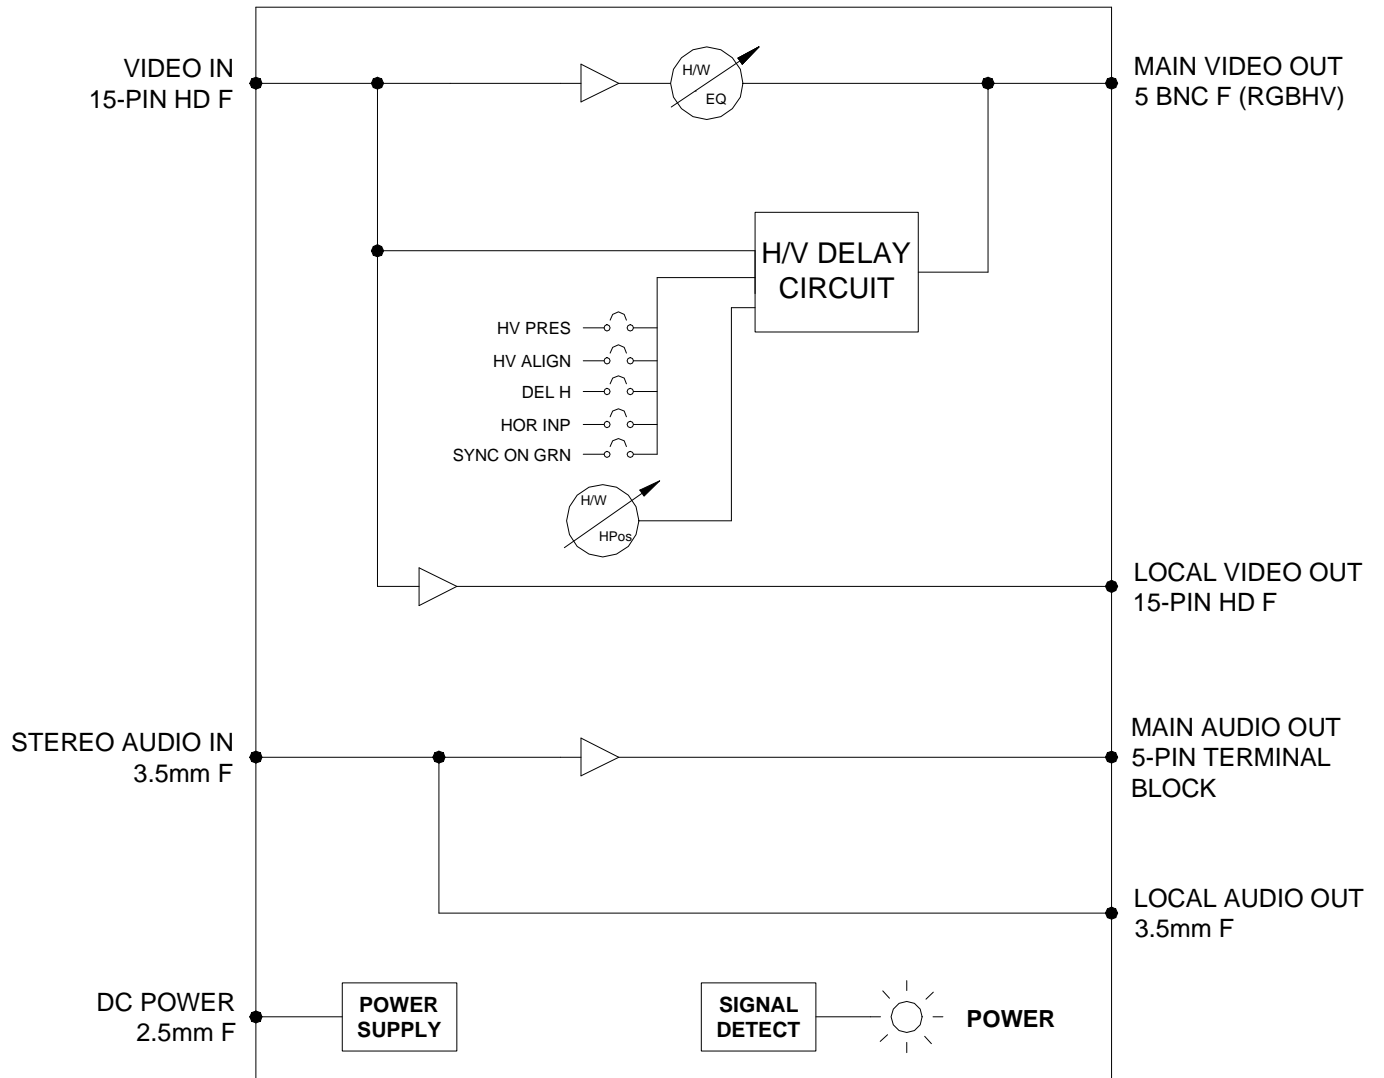 VIDEO IN
15-PIN HD F
H/W
EQ
MAIN VIDEO OUT
5 BNC F (RGBHV)
H/V DELAY
CIRCUIT
HV PRES
HV ALIGN
DEL H
HOR INP
SYNC ON GRN
H/W
HPos
LOCAL VIDEO OUT
15-PIN HD F
STEREO AUDIO IN
3.5mm F
MAIN AUDIO OUT
5-PIN TERMINAL
BLOCK
LOCAL AUDIO OUT
3.5mm F
DC POWER
2.5mm F
POWER
SUPPLY
SIGNAL
DETECT
POWER